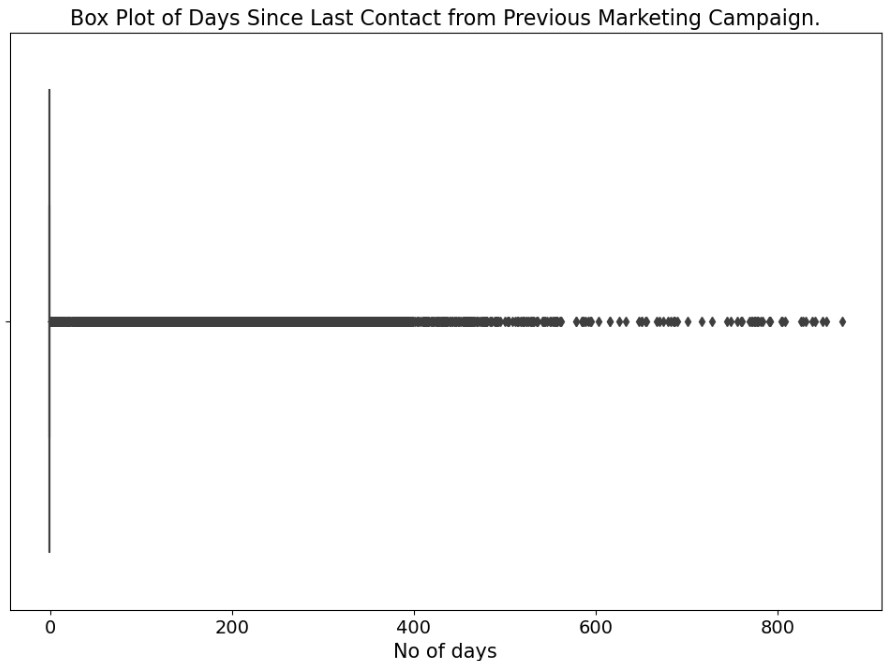 Box Plot of Days Since Last Contact from Previous Marketing Campaign.
0 200 400 600 800
No of days